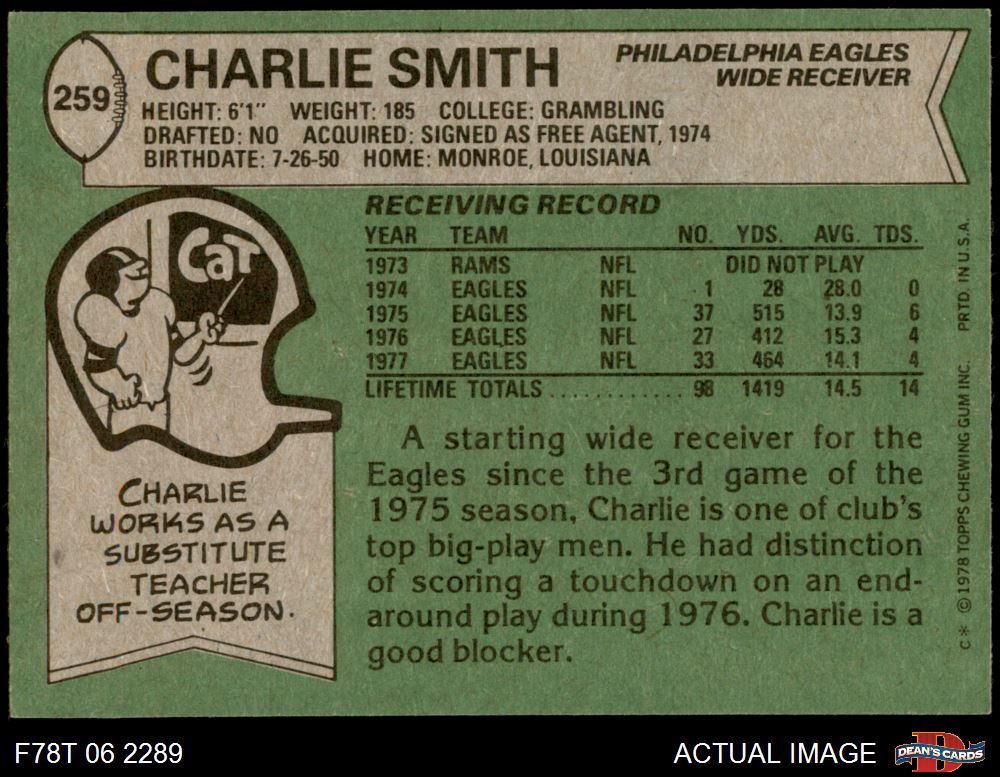 259
CHARLIE SMITH
PHILADELPHIA EAGLES
WIDE RECEIVER
HEIGHT: 6'1" WEIGHT: 185 COLLEGE: GRAMBLING
DRAFTED: NO ACQUIRED: SIGNED AS FREE AGENT, 1974
BIRTHDATE: 7-26-50 HOME: MONROE, LOUISIANA
CaT
CHARLIE
WORKS AS A
SUBSTITUTE
TEACHER
OFF-SEASON.
RECEIVING RECORD
YEAR TEAM NO. YDS. AVG. TDS.
1973 RAMS NFL DID NOT PLAY
1974 EAGLES NFL 1 28 28.0 0
1975 EAGLES NFL 37 515 13.9 6
1976 EAGLES NFL 27 412 15.3 4
1977 EAGLES NFL 33 464 14.1 4
LIFETIME TOTALS ............ 98 1419 14.5 14
A starting wide receiver for the
Eagles since the 3rd game of the
1975 season, Charlie is one of club's
top big-play men. He had distinction
of scoring a touchdown on an end-
around play during 1976. Charlie is a
good blocker.
C* ©1978 TOPPS CHEWING GUM INC. PRTD. IN U.S.A.
F78T 06 2289
ACTUAL IMAGE
D
DEAN'S CARDS